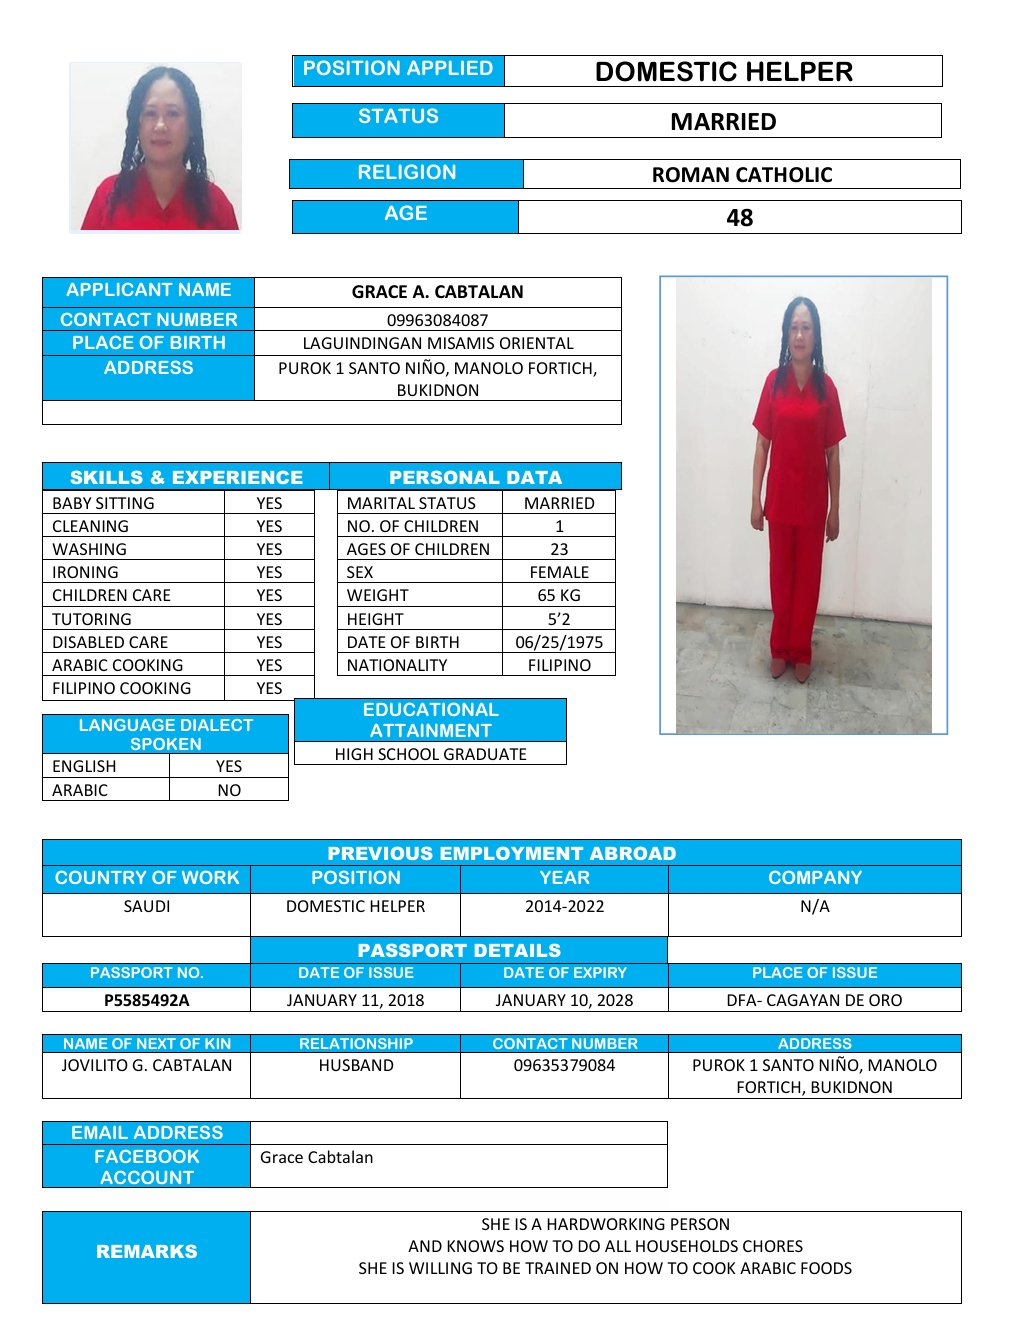 POSITION APPLIED DOMESTIC HELPER
STATUS MARRIED
RELIGION ROMAN CATHOLIC
AGE 48
APPLICANT NAME GRACE A. CABTALAN
CONTACT NUMBER 09963084087
PLACE OF BIRTH LAGUINDINGAN MISAMIS ORIENTAL
ADDRESS PUROK 1 SANTO NIÑO, MANOLO FORTICH,
BUKIDNON
SKILLS & EXPERIENCE PERSONAL DATA
BABY SITTING YES MARITAL STATUS MARRIED
CLEANING YES NO. OF CHILDREN 1
WASHING YES AGES OF CHILDREN 23
IRONING YES SEX FEMALE
CHILDREN CARE YES WEIGHT 65 KG
TUTORING YES HEIGHT 5’2
DISABLED CARE YES DATE OF BIRTH 06/25/1975
ARABIC COOKING YES NATIONALITY FILIPINO
FILIPINO COOKING YES
EDUCATIONAL
ATTAINMENT
HIGH SCHOOL GRADUATE
LANGUAGE DIALECT
SPOKEN
ENGLISH YES
ARABIC NO
PREVIOUS EMPLOYMENT ABROAD
COUNTRY OF WORK POSITION YEAR COMPANY
SAUDI DOMESTIC HELPER 2014-2022 N/A
PASSPORT DETAILS
PASSPORT NO. DATE OF ISSUE DATE OF EXPIRY PLACE OF ISSUE
P5585492A JANUARY 11, 2018 JANUARY 10, 2028 DFA- CAGAYAN DE ORO
NAME OF NEXT OF KIN RELATIONSHIP CONTACT NUMBER ADDRESS
JOVILITO G. CABTALAN HUSBAND 09635379084 PUROK 1 SANTO NIÑO, MANOLO
FORTICH, BUKIDNON
EMAIL ADDRESS
FACEBOOK Grace Cabtalan
ACCOUNT
SHE IS A HARDWORKING PERSON
REMARKS AND KNOWS HOW TO DO ALL HOUSEHOLDS CHORES
SHE IS WILLING TO BE TRAINED ON HOW TO COOK ARABIC FOODS